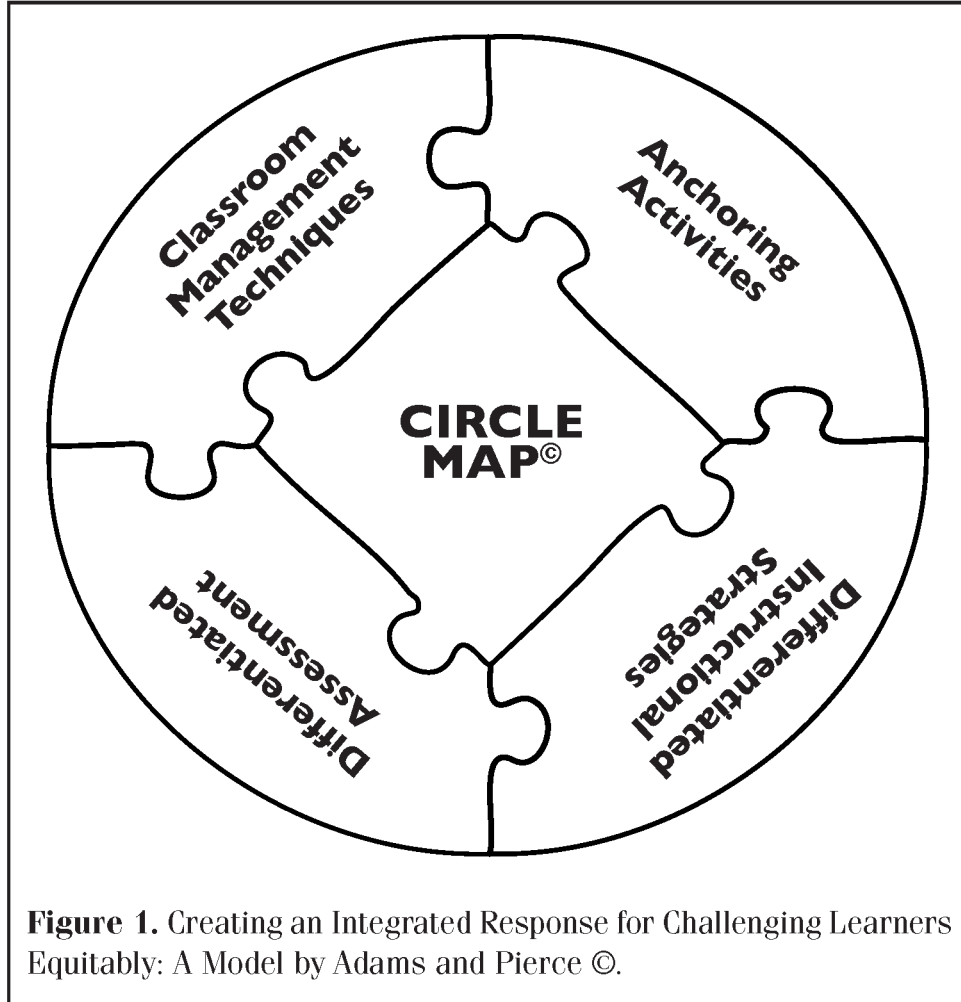 Classroom
Management
Techniques
Anchoring
Activities
CIRCLE
MAP©
Differentiated
Assessment
Differentiated
Instructional
Strategies
Figure 1. Creating an Integrated Response for Challenging Learners
Equitably: A Model by Adams and Pierce ©.